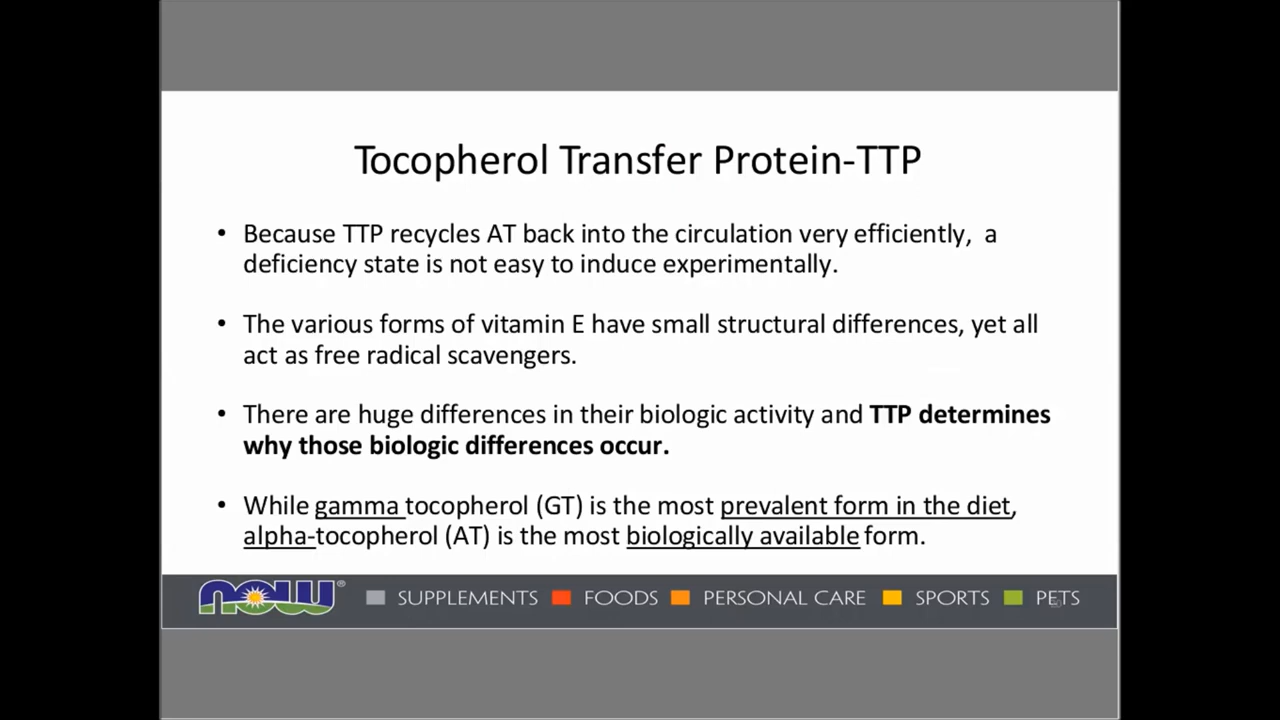 Tocopherol Transfer Protein-TTP
• Because TTP recycles AT back into the circulation very efficiently, a
deficiency state is not easy to induce experimentally.
• The various forms of vitamin E have small structural differences, yet all
act as free radical scavengers.
• There are huge differences in their biologic activity and TTP determines
why those biologic differences occur.
• While gamma tocopherol (GT) is the most prevalent form in the diet,
alpha-tocopherol (AT) is the most biologically available form.
NOW® SUPPLEMENTS FOODS PERSONAL CARE SPORTS PETS